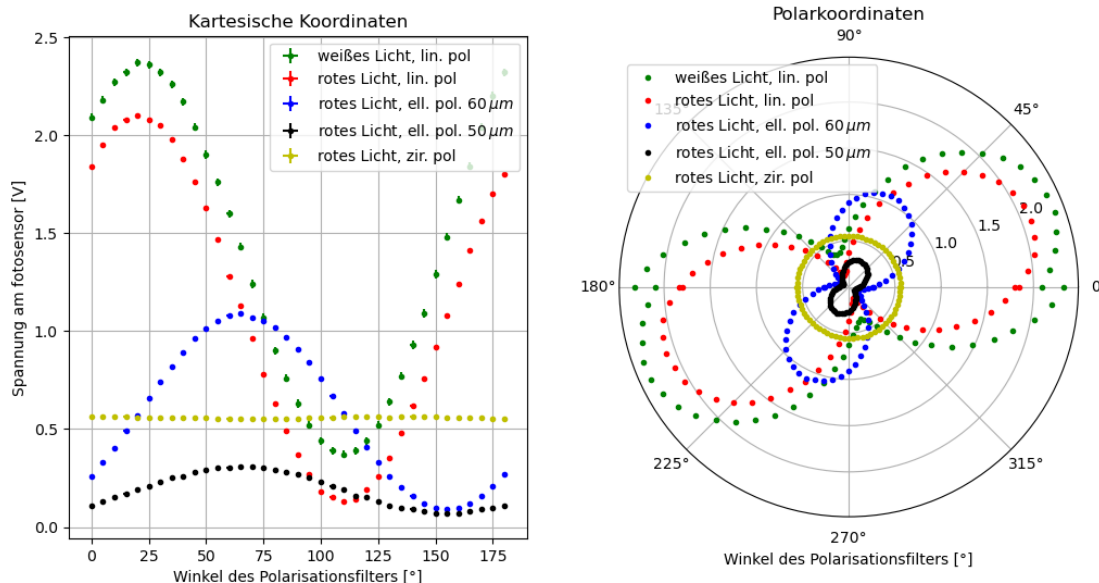 Kartesische Koordinaten
2.5
2.0
1.5
1.0
0.5
0.0
Spannung am fotosensor [V]
weißes Licht, lin. pol
rotes Licht, lin. pol
rotes Licht, ell. pol. 60 μm
rotes Licht, ell. pol. 50 μm
rotes Licht, zir. pol
0 25 50 75 100 125 150 175
Winkel des Polarisationsfilters [°]
Polarkoordinaten
90°
weißes Licht, lin. pol
rotes Licht, lin. pol
rotes Licht, ell. pol. 60 μm
rotes Licht, ell. pol. 50 μm
rotes Licht, zir. pol
135°
45°
2.0
1.5
1.0
0.5
180°
0
225°
315°
270°
Winkel des Polarisationsfilters [°]